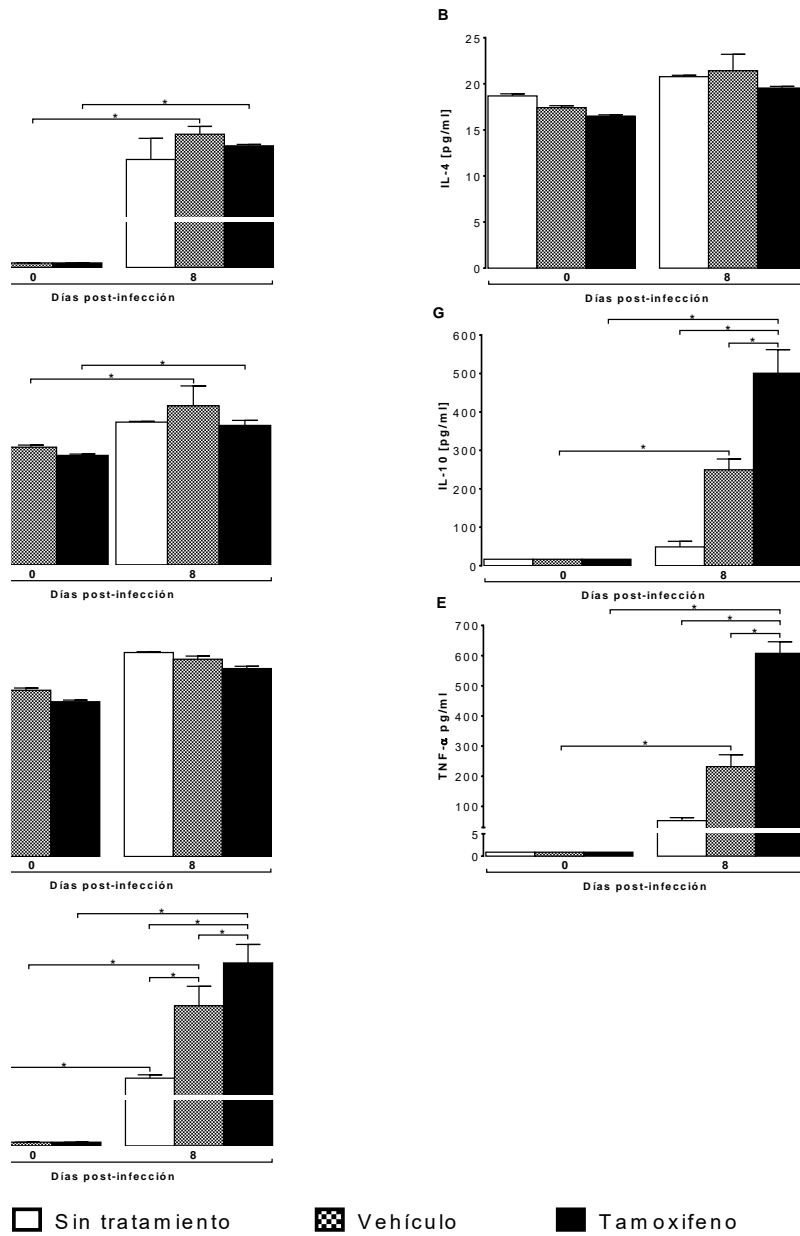 B
25
20
15
10
5
0
IL-4 [pg/ml]
* *
0 8
Días post-infección
0 8
Días post-infección
G
600
500
400
300
200
100
0
IL-10 [pg/ml]
* * * *
* *
0 8
Días post-infección
0 8
Días post-infección
E
700
600
500
400
300
200
100
5
0
TNF-α pg/ml
* * * *
0 8
Días post-infección
0 8
Días post-infección
* * * * * *
0 8
Días post-infección
Sin tratamiento Vehículo Tamoxifeno